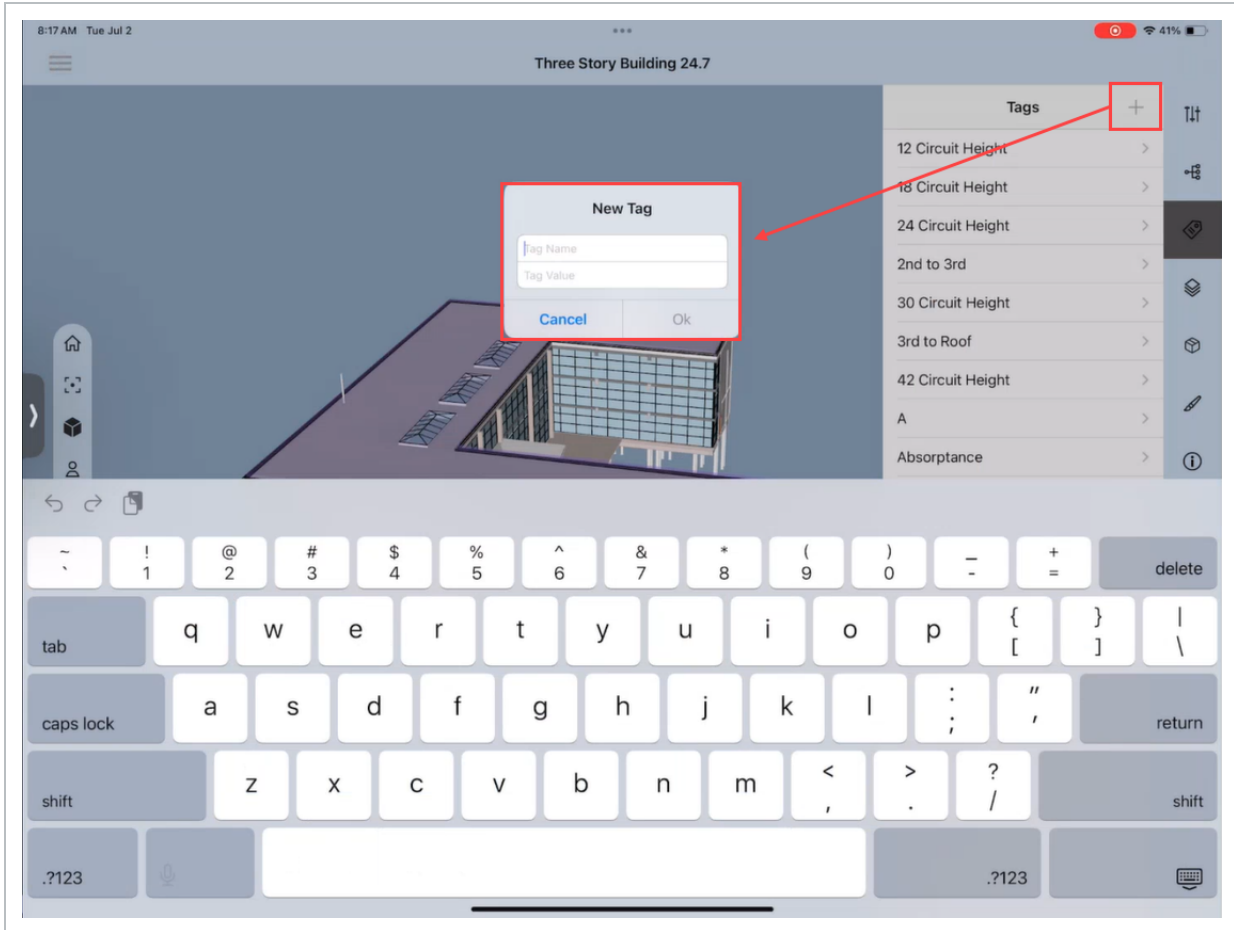 8:17 AM Tue Jul 2
41%
Three Story Building 24.7
Tags +
12 Circuit Height
18 Circuit Height
24 Circuit Height
2nd to 3rd
30 Circuit Height
3rd to Roof
42 Circuit Height
A
Absorptance
New Tag
Tag Name
Tag Value
Cancel Ok
~ ! @ # $ % ^ & * ( ) _ +
` 1 2 3 4 5 6 7 8 9 0 - = delete
tab q w e r t y u i o p { [ } ] | \
caps lock a s d f g h j k l : ; " ' return
shift z x c v b n m < , > . ? / shift
.?123 .?123